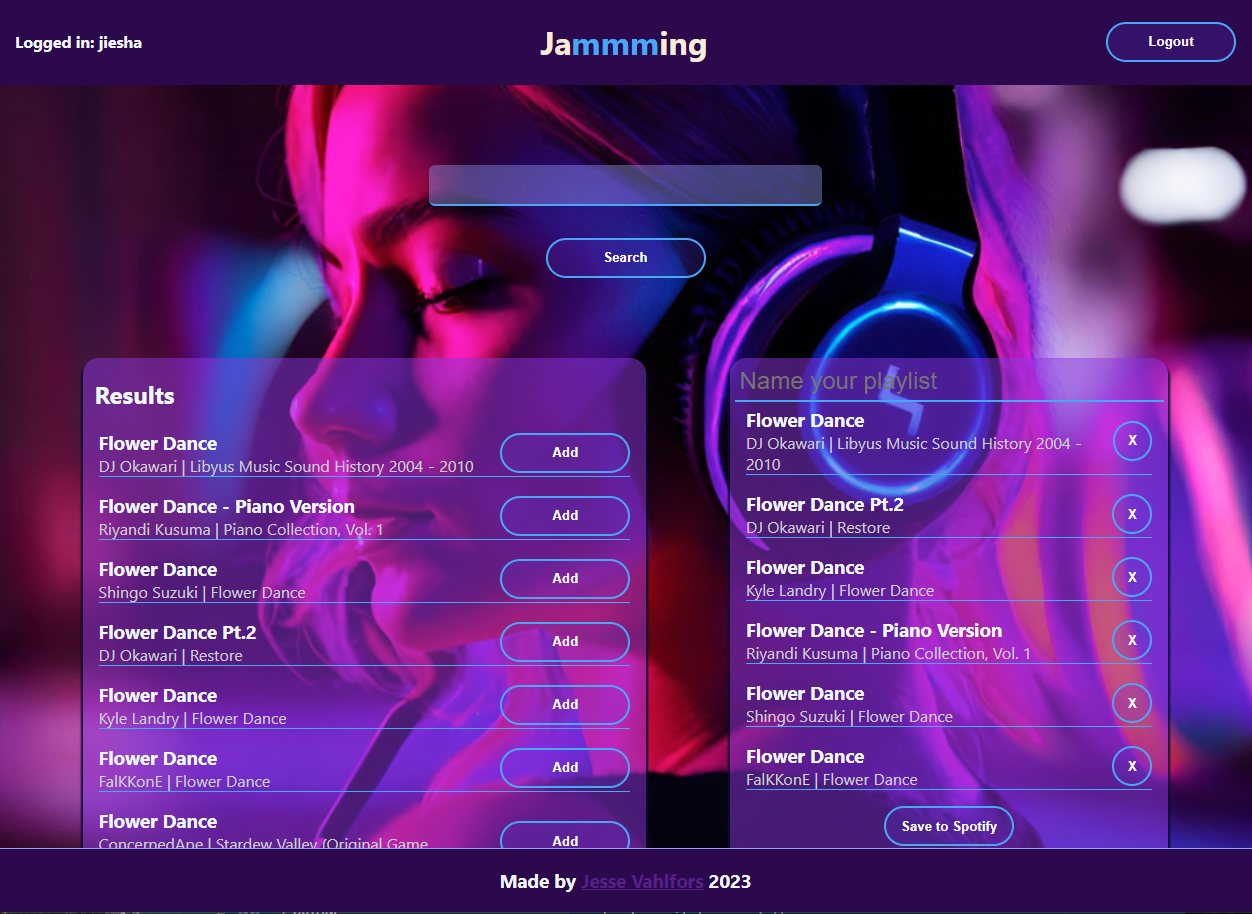 Logged in: jiesha
Jammming
Logout
Search
Results
Flower Dance
DJ Okawari | Libyus Music Sound History 2004 - 2010
Add
Flower Dance - Piano Version
Riyandi Kusuma | Piano Collection, Vol. 1
Add
Flower Dance
Shingo Suzuki | Flower Dance
Add
Flower Dance Pt.2
DJ Okawari | Restore
Add
Flower Dance
Kyle Landry | Flower Dance
Add
Flower Dance
FalKKonE | Flower Dance
Add
Flower Dance
ConcernedApe | Stardew Valley (Original Game
Add
Name your playlist
Flower Dance
DJ Okawari | Libyus Music Sound History 2004 -
2010
X
Flower Dance Pt.2
DJ Okawari | Restore
X
Flower Dance
Kyle Landry | Flower Dance
X
Flower Dance - Piano Version
Riyandi Kusuma | Piano Collection, Vol. 1
X
Flower Dance
Shingo Suzuki | Flower Dance
X
Flower Dance
FalKKonE | Flower Dance
X
Save to Spotify
Made by Jesse Vahlfors 2023